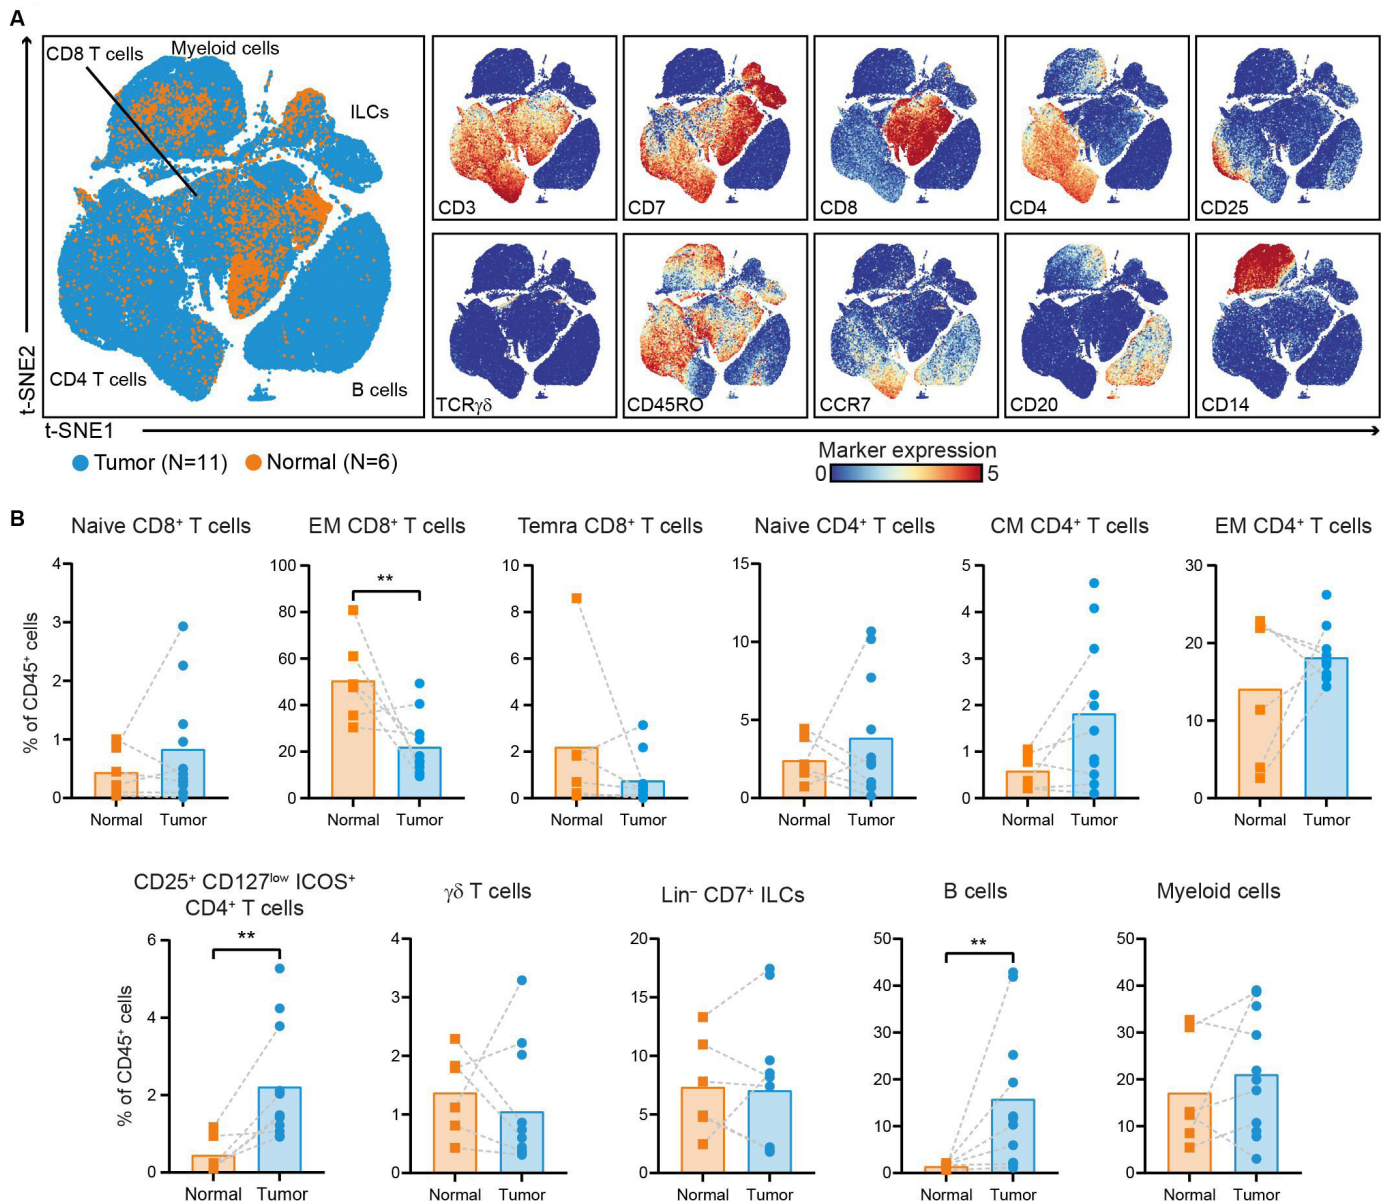 A
CD8 T cells
Myeloid cells
ILCs
CD4 T cells
B cells
t-SNE2
t-SNE1
CD3
CD7
CD8
CD4
CD25
TCRγδ
CD45RO
CCR7
CD20
CD14
Tumor (N=11)
Normal (N=6)
Marker expression
0
5
B
Naive CD8⁺ T cells
EM CD8⁺ T cells
Temra CD8⁺ T cells
Naive CD4⁺ T cells
CM CD4⁺ T cells
EM CD4⁺ T cells
% of CD45⁺ cells
4
3
2
1
0
Normal Tumor
**
100
80
60
40
20
0
Normal Tumor
10
8
6
4
2
0
Normal Tumor
15
10
5
0
Normal Tumor
5
4
3
2
1
0
Normal Tumor
30
20
10
0
Normal Tumor
CD25⁺ CD127ˡᵒʷ ICOS⁺
CD4⁺ T cells
γδ T cells
Lin⁻ CD7⁺ ILCs
B cells
Myeloid cells
% of CD45⁺ cells
**
6
4
2
0
Normal Tumor
4
3
2
1
0
Normal Tumor
20
15
10
5
0
Normal Tumor
**
50
40
30
20
10
0
Normal Tumor
50
40
30
20
10
0
Normal Tumor